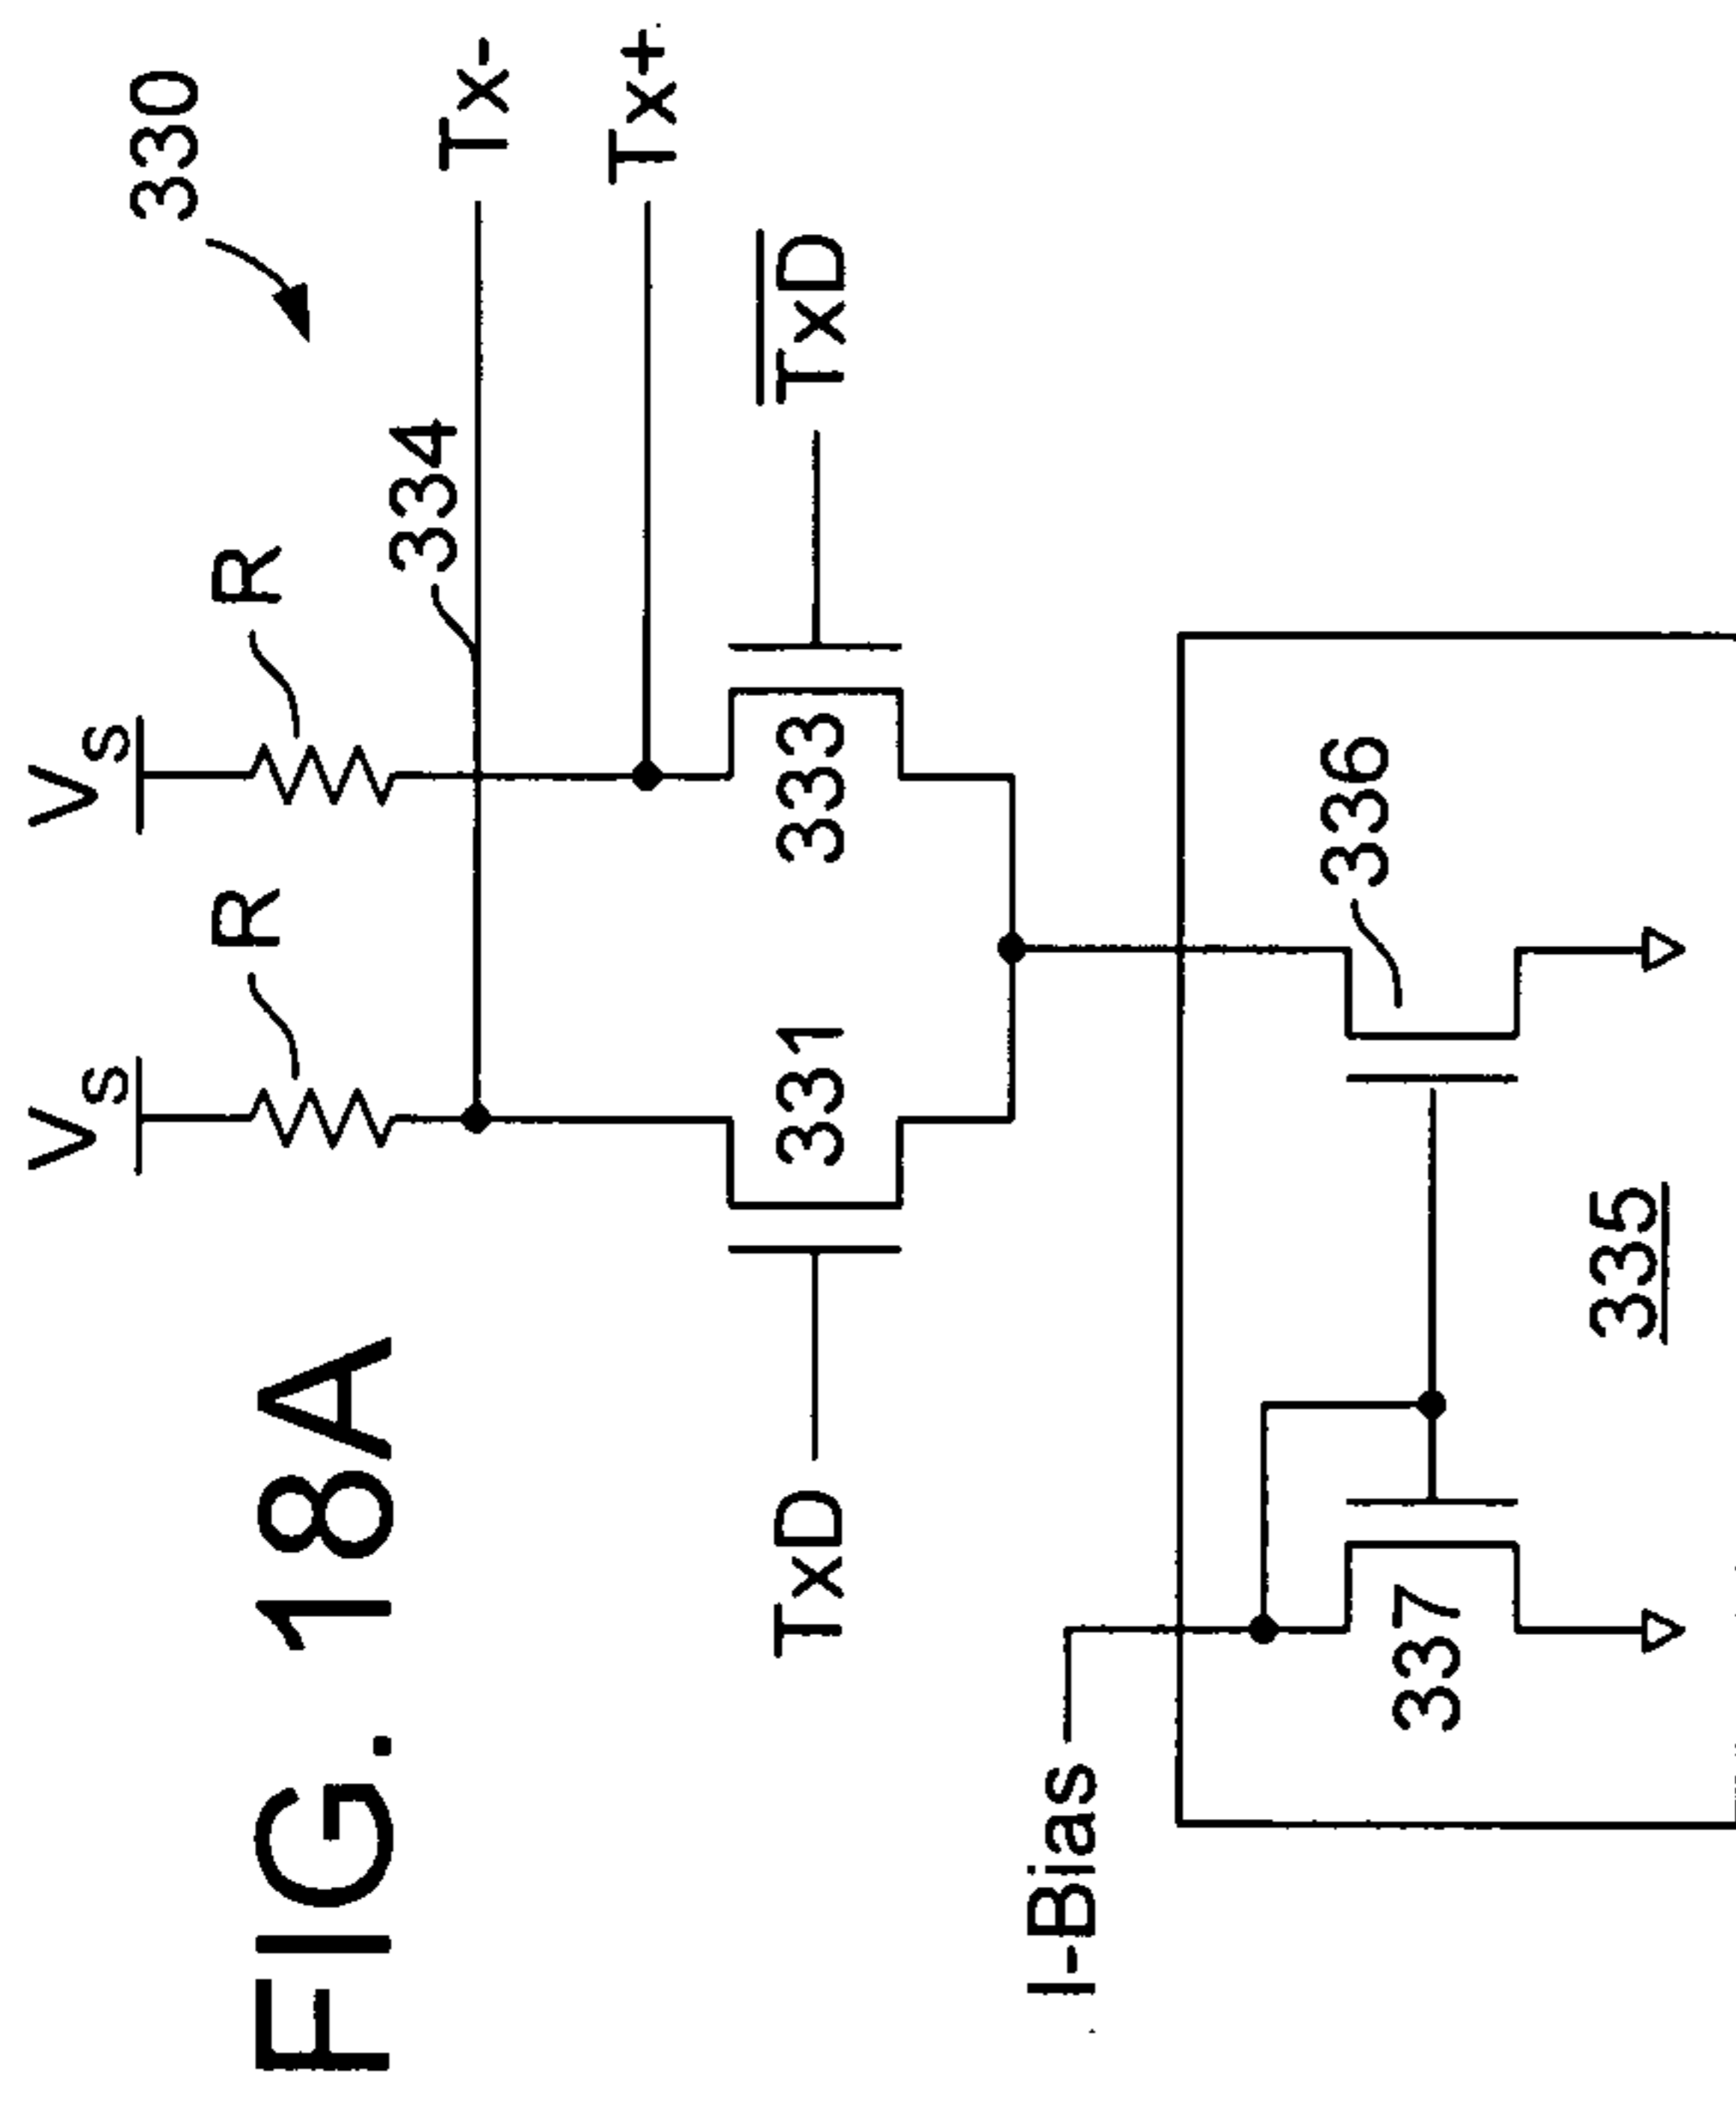 FIG. 18A
330
Vs
Vs
R
R
334
Tx-
Tx+
TxD
331
333
TxD
I-Bias
336
337
335